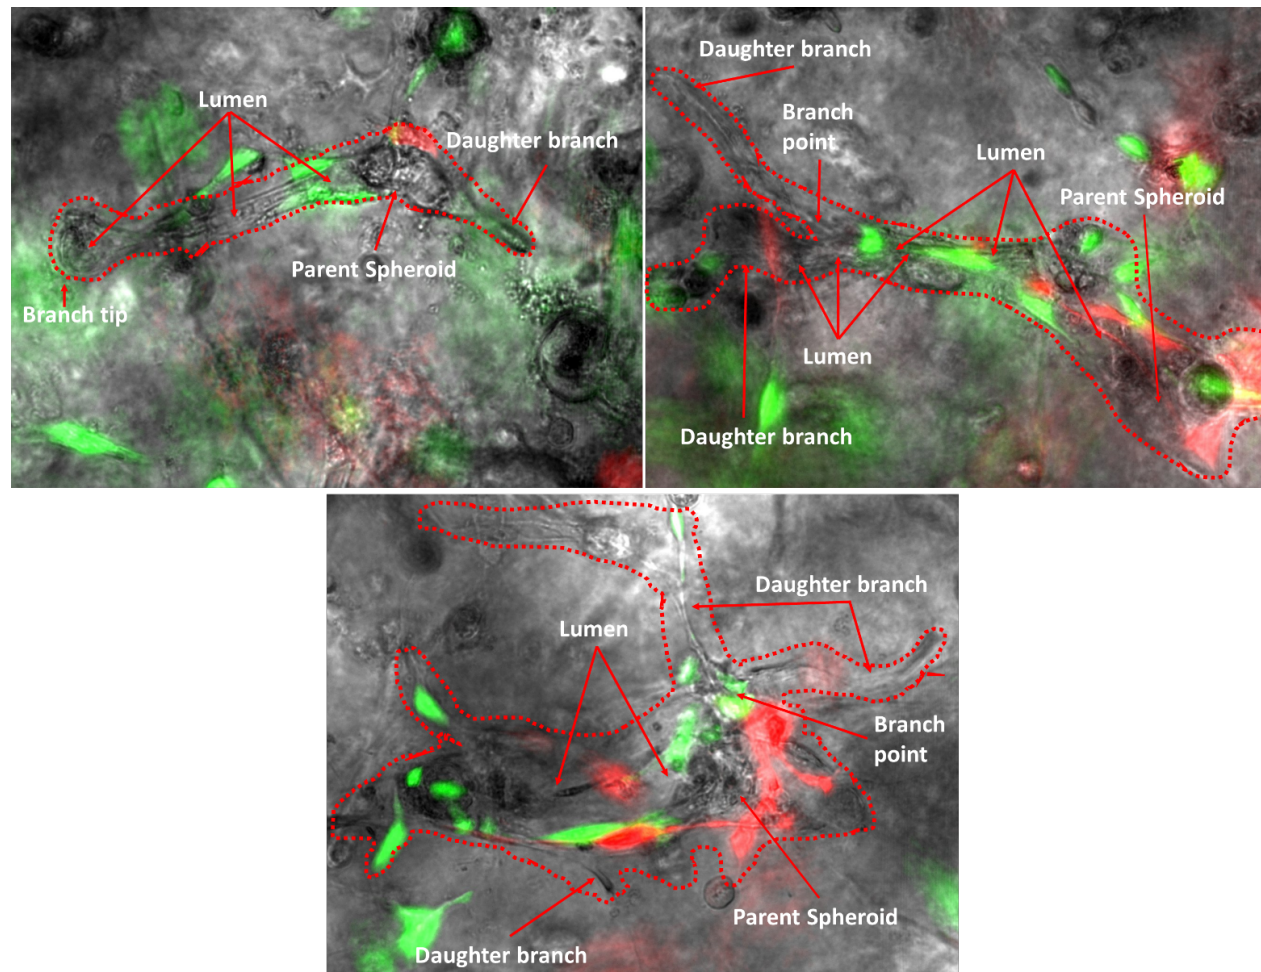 Lumen
Daughter branch
Parent Spheroid
Branch tip
Daughter branch
Branch
point
Lumen
Parent Spheroid
Lumen
Daughter branch
Daughter branch
Lumen
Branch
point
Parent Spheroid
Daughter branch